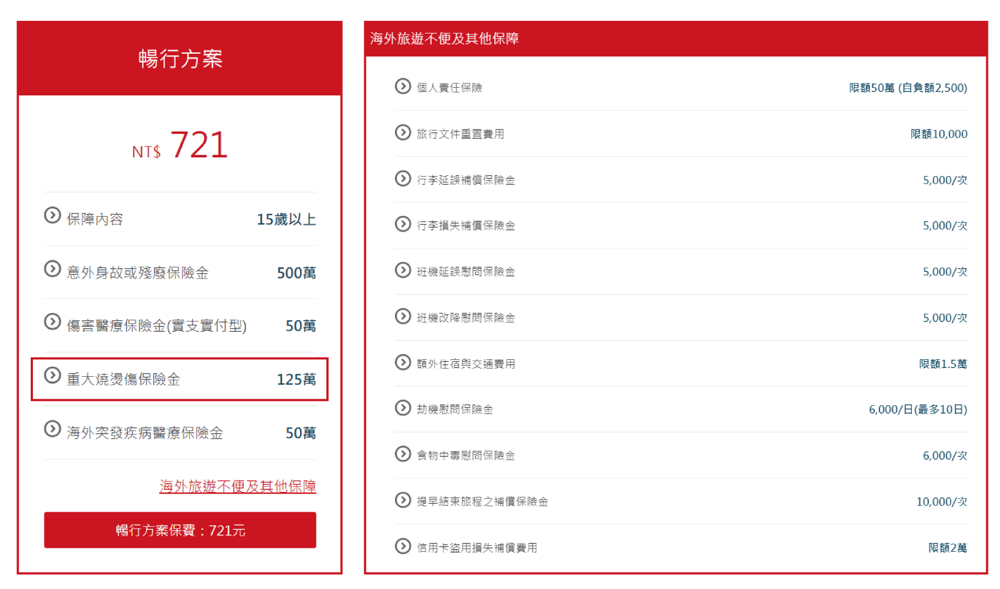 暢行方案
NT$ 721
保障內容 15歲以上
意外身故或殘廢保險金 500萬
傷害醫療保險金(實支實付型) 50萬
重大燒燙傷保險金 125萬
海外突發疾病醫療保險金 50萬
海外旅遊不便及其他保障
暢行方案保費：721元
海外旅遊不便及其他保障
個人責任保險 限額50萬 (自負額2,500)
旅行文件重置費用 限額10,000
行李延誤補償保險金 5,000/次
行李損失補償保險金 5,000/次
班機延誤慰問保險金 5,000/次
班機改降慰問保險金 5,000/次
額外住宿與交通費用 限額1.5萬
劫機慰問保險金 6,000/日(最多10日)
食物中毒慰問保險金 6,000/次
提早結束旅程之補償保險金 10,000/次
信用卡盜用損失補償費用 限額2萬